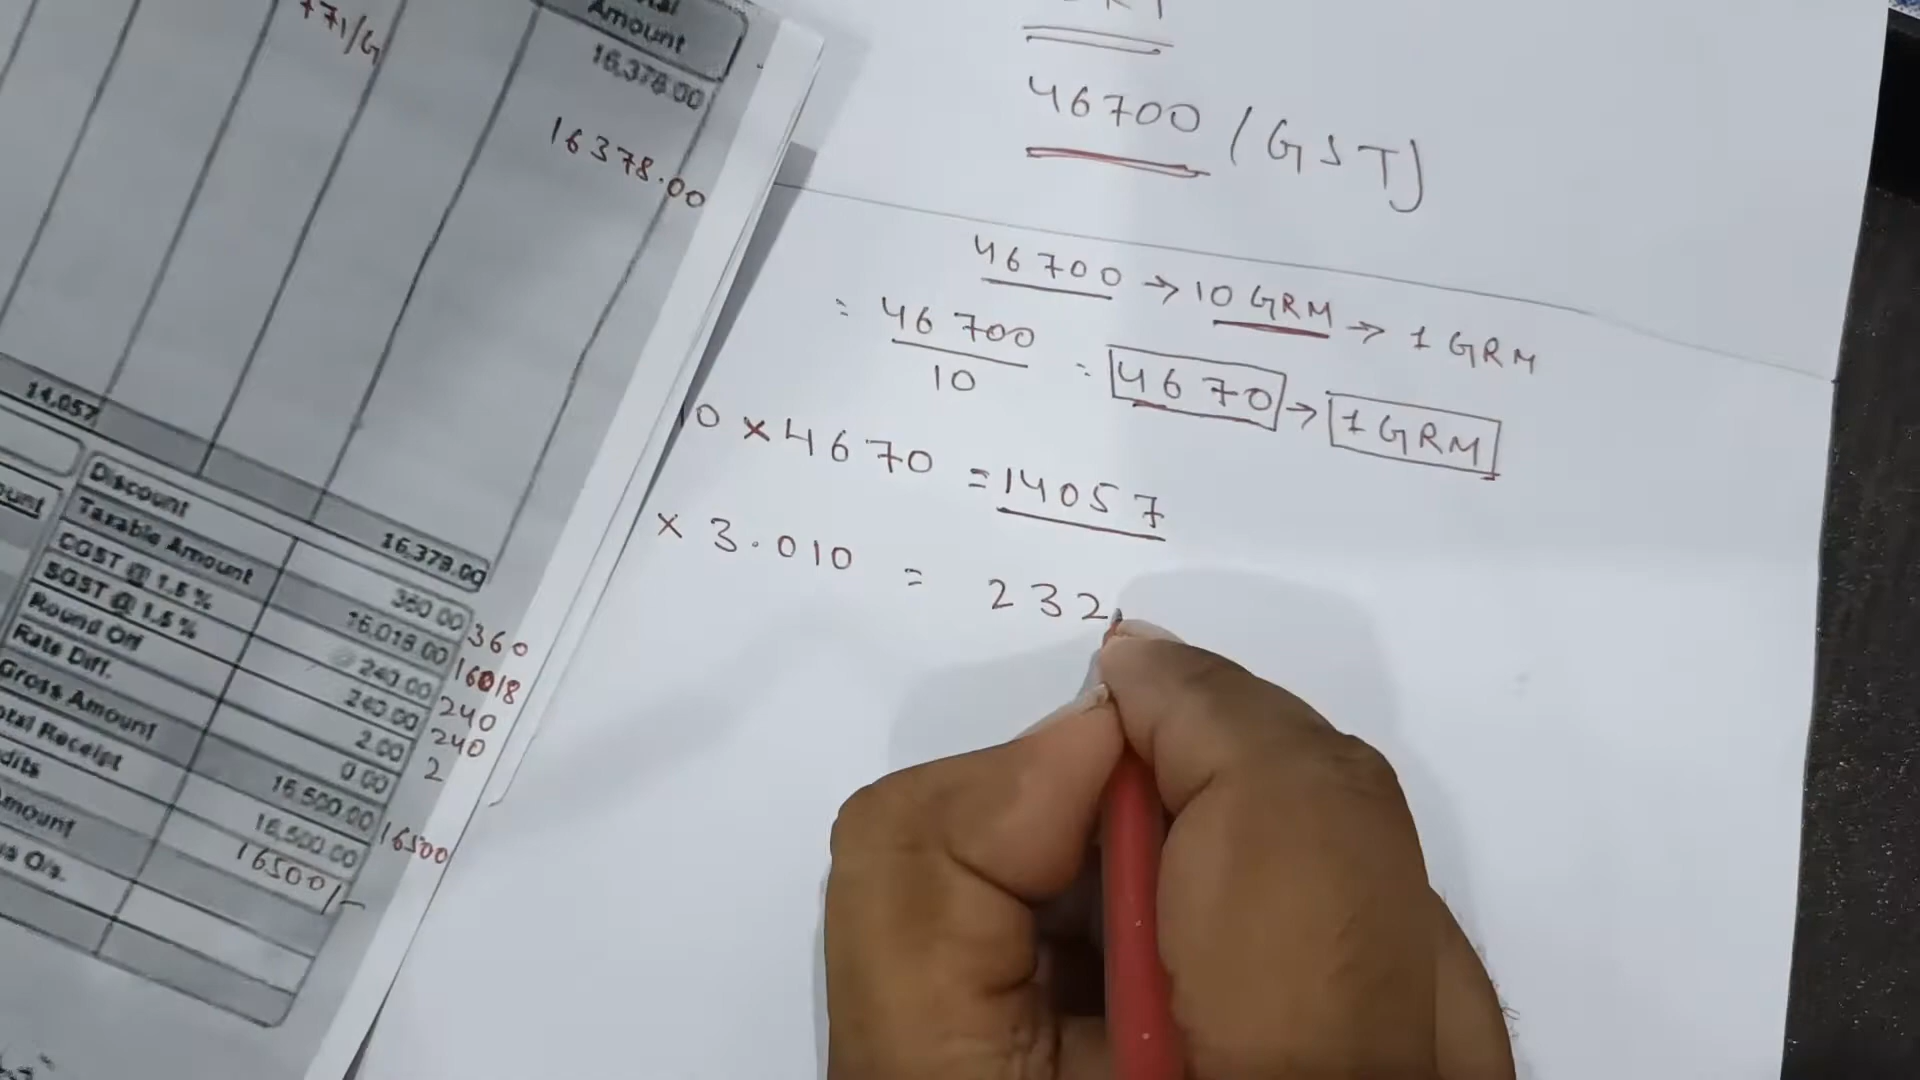 Amount
16,378.00
771/G
16378.00
14,057
16,378.00
Discount 360.00 360
Taxable Amount 16,018.00 16018
CGST @ 1.5 % 240.00 240
SGST @ 1.5 % 240.00 240
Round Off 2.00 2
Rate Diff. 0.00
Gross Amount 16,500.00 16500
Receipt 16,500.00
16500/-
46700 (GST)
46700 → 10 GRM → 1 GRM
= 46700 / 10 = 4670 → 1 GRM
10 × 4670 = 14057
× 3.010 = 232